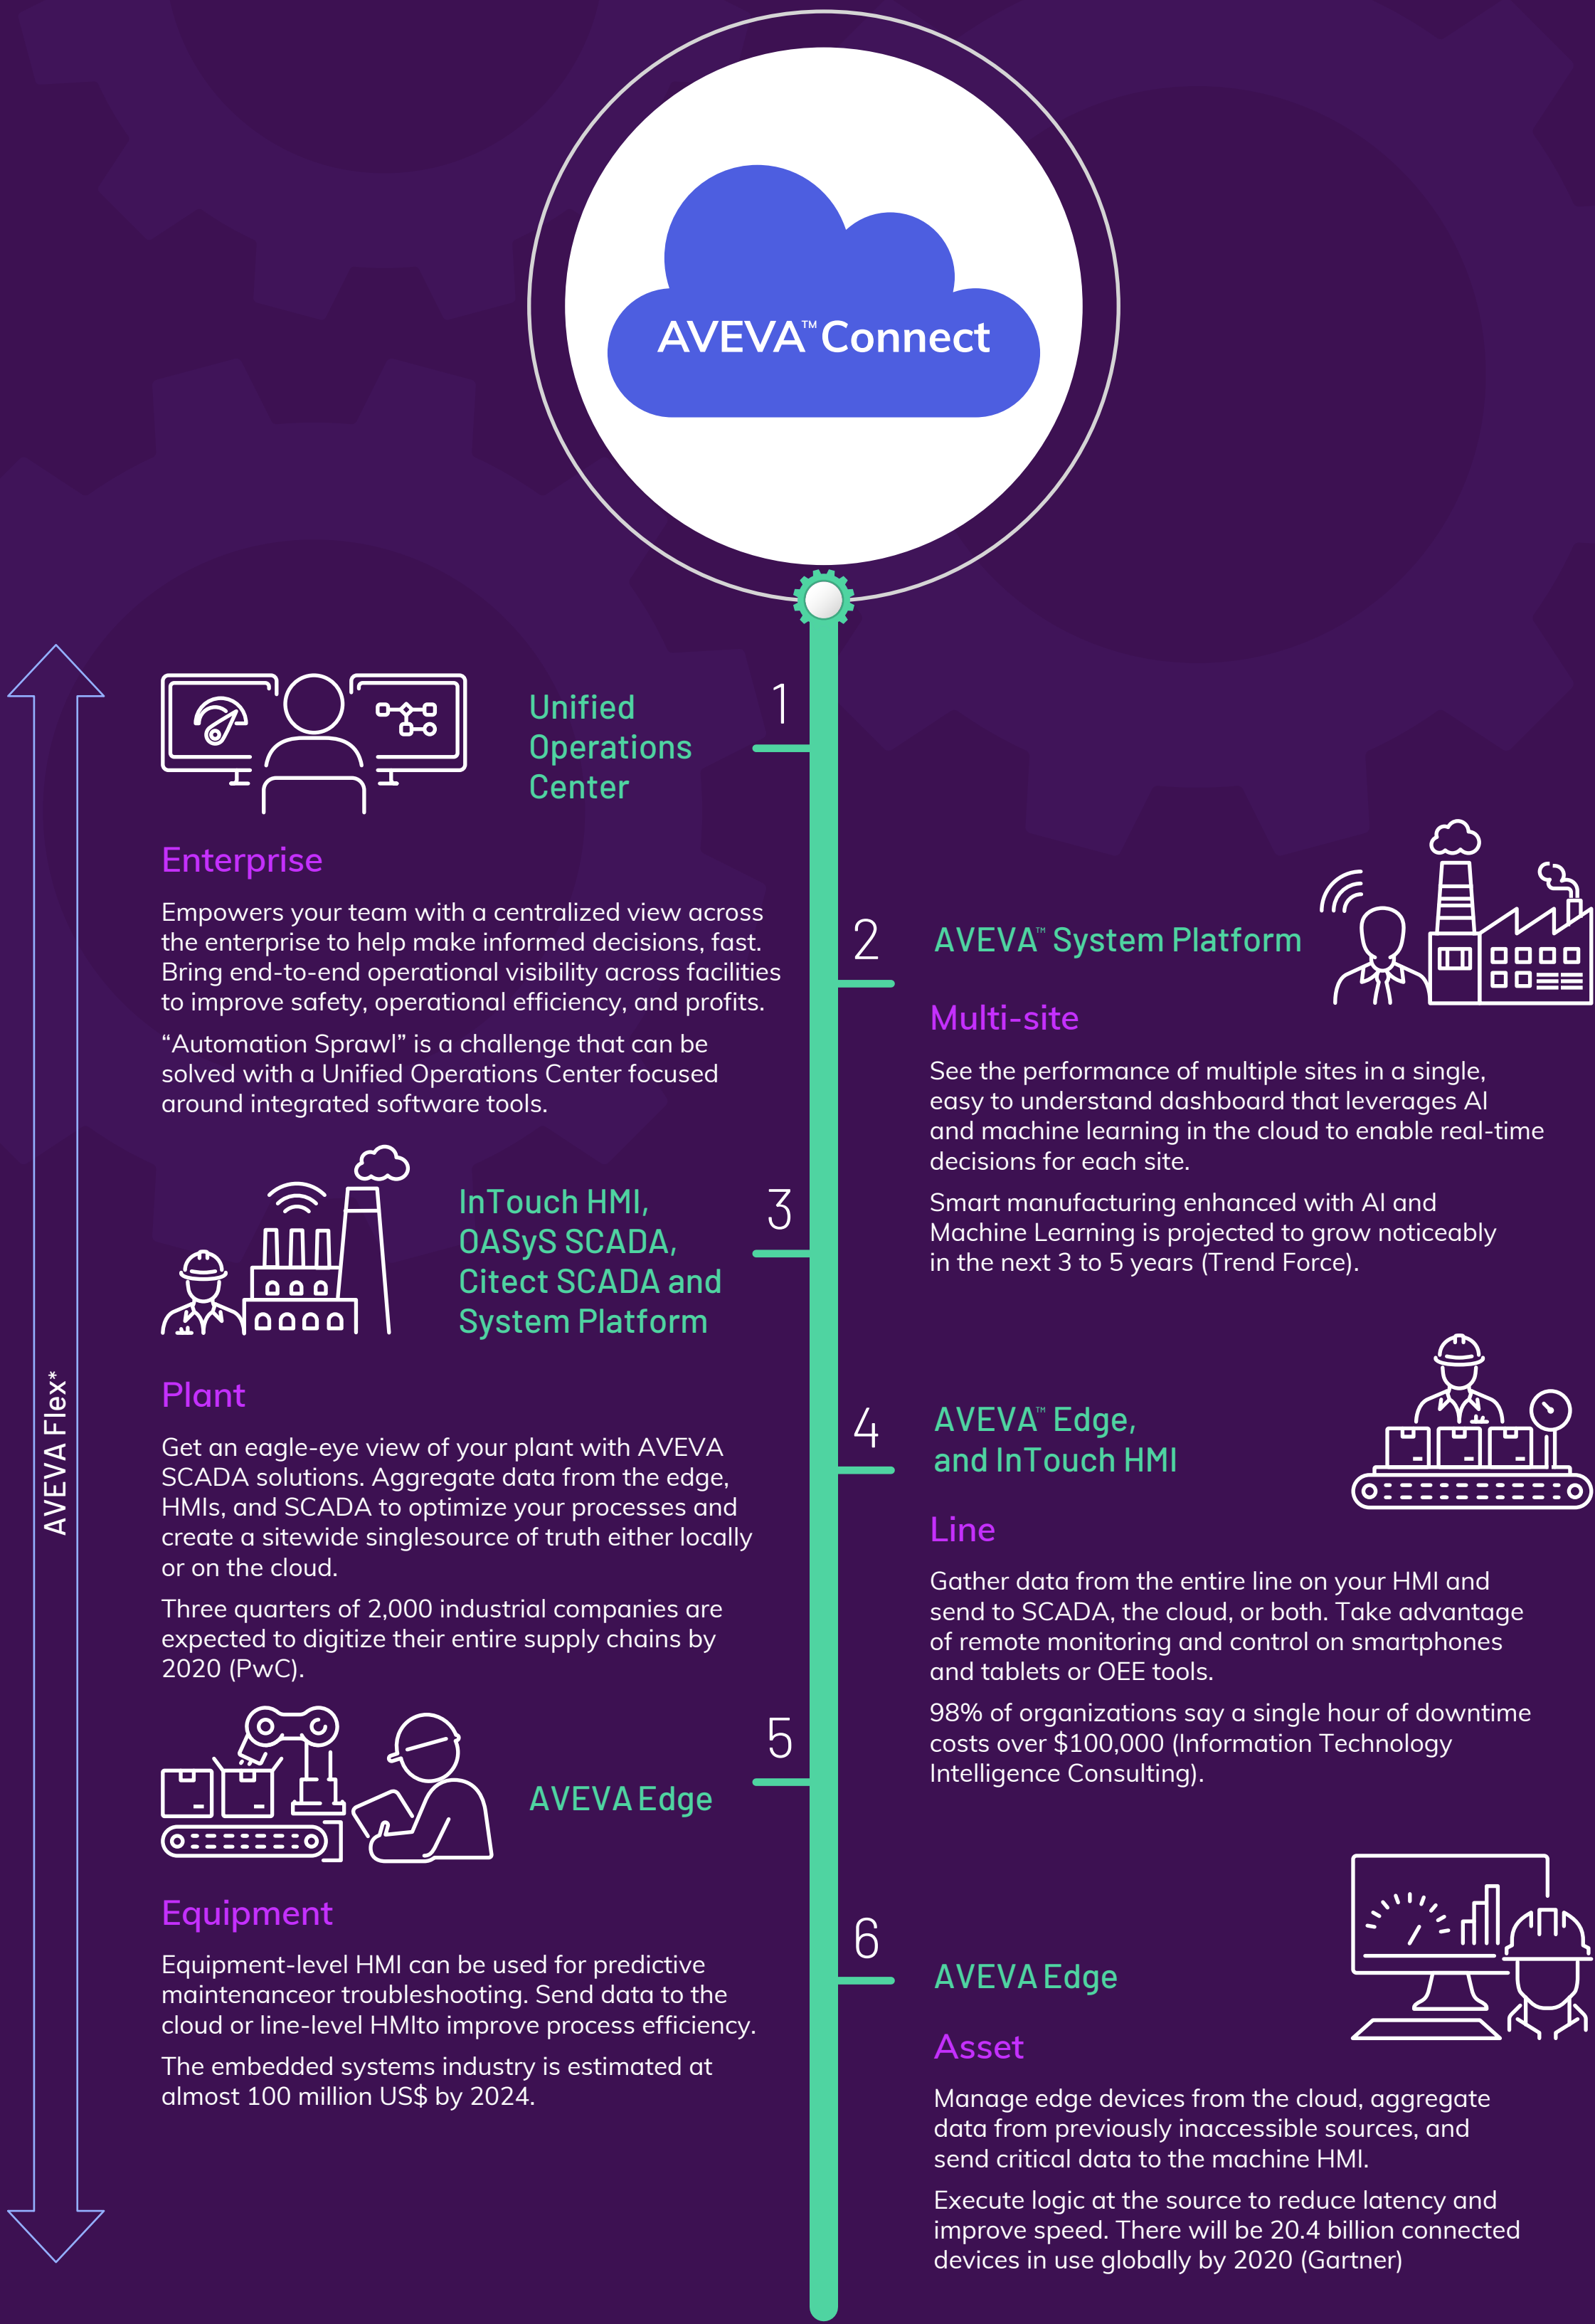 AVEVA™ Connect
1
Unified
Operations
Center
Enterprise
Empowers your team with a centralized view across
the enterprise to help make informed decisions, fast.
Bring end-to-end operational visibility across facilities
to improve safety, operational efficiency, and profits.
“Automation Sprawl” is a challenge that can be
solved with a Unified Operations Center focused
around integrated software tools.
2
AVEVA™ System Platform
Multi-site
See the performance of multiple sites in a single,
easy to understand dashboard that leverages AI
and machine learning in the cloud to enable real-time
decisions for each site.
Smart manufacturing enhanced with AI and
Machine Learning is projected to grow noticeably
in the next 3 to 5 years (Trend Force).
3
InTouch HMI,
OASyS SCADA,
Citect SCADA and
System Platform
Plant
Get an eagle-eye view of your plant with AVEVA
SCADA solutions. Aggregate data from the edge,
HMIs, and SCADA to optimize your processes and
create a sitewide singlesource of truth either locally
or on the cloud.
Three quarters of 2,000 industrial companies are
expected to digitize their entire supply chains by
2020 (PwC).
4
AVEVA™ Edge,
and InTouch HMI
Line
Gather data from the entire line on your HMI and
send to SCADA, the cloud, or both. Take advantage
of remote monitoring and control on smartphones
and tablets or OEE tools.
98% of organizations say a single hour of downtime
costs over $100,000 (Information Technology
Intelligence Consulting).
5
AVEVA Edge
Equipment
Equipment-level HMI can be used for predictive
maintenanceor troubleshooting. Send data to the
cloud or line-level HMIto improve process efficiency.
The embedded systems industry is estimated at
almost 100 million US$ by 2024.
6
AVEVA Edge
Asset
Manage edge devices from the cloud, aggregate
data from previously inaccessible sources, and
send critical data to the machine HMI.
Execute logic at the source to reduce latency and
improve speed. There will be 20.4 billion connected
devices in use globally by 2020 (Gartner)
AVEVA Flex*